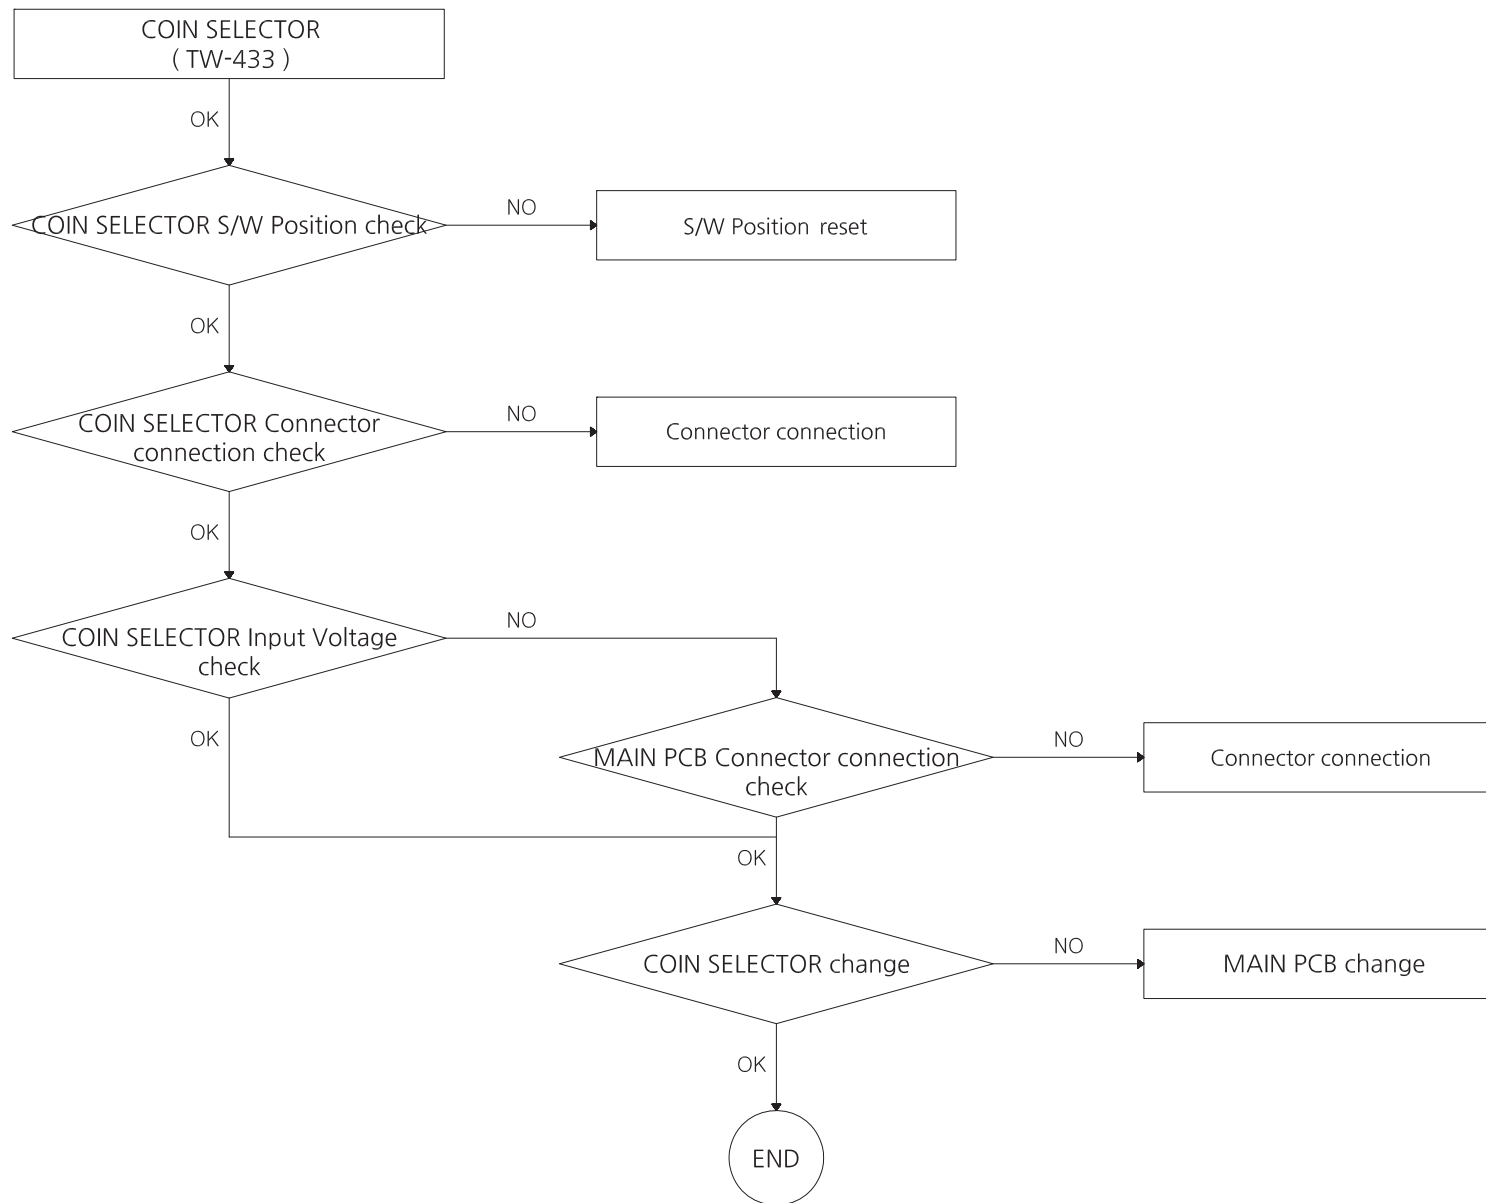 COIN SELECTOR
( TW-433 )
OK
COIN SELECTOR S/W Position check
NO
S/W Position reset
OK
COIN SELECTOR Connector
connection check
NO
Connector connection
OK
COIN SELECTOR Input Voltage
check
NO
OK
MAIN PCB Connector connection
check
NO
Connector connection
OK
COIN SELECTOR change
NO
MAIN PCB change
OK
END